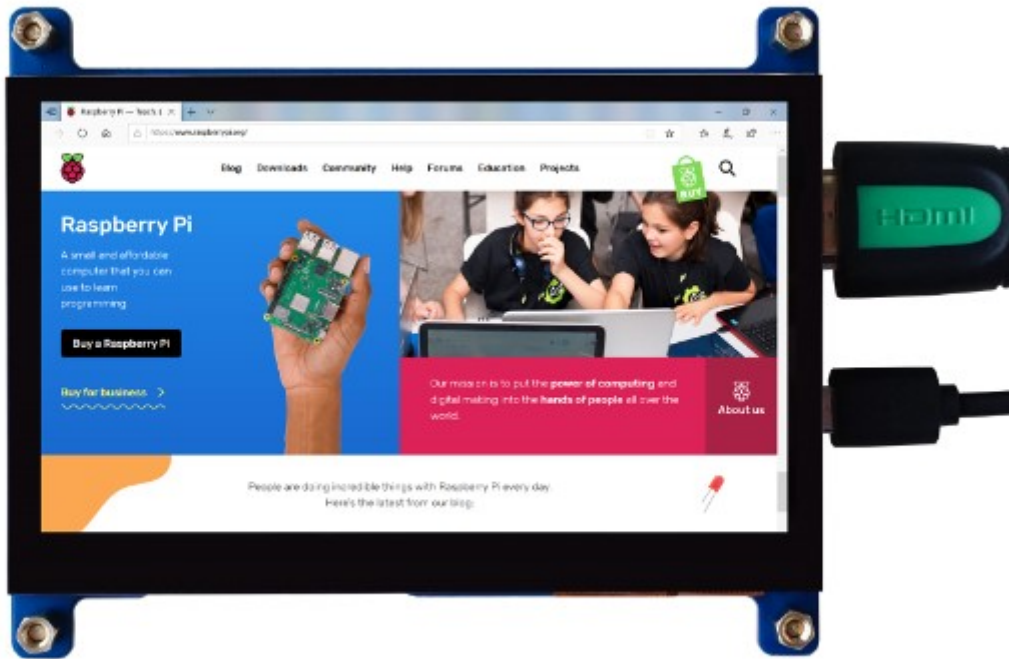 Raspberry Pi — Teach,
https://www.raspberrypi.org/
Blog Downloads Community Help Forums Education Projects
BUY
Raspberry Pi
A small and affordable
computer that you can
use to learn
programming
Buy a Raspberry Pi
Buy for business >
Our mission is to put the power of computing and
digital making into the hands of people all over the
world.
About us
People are doing incredible things with Raspberry Pi every day.
Here's the latest from our blog:
HDMI